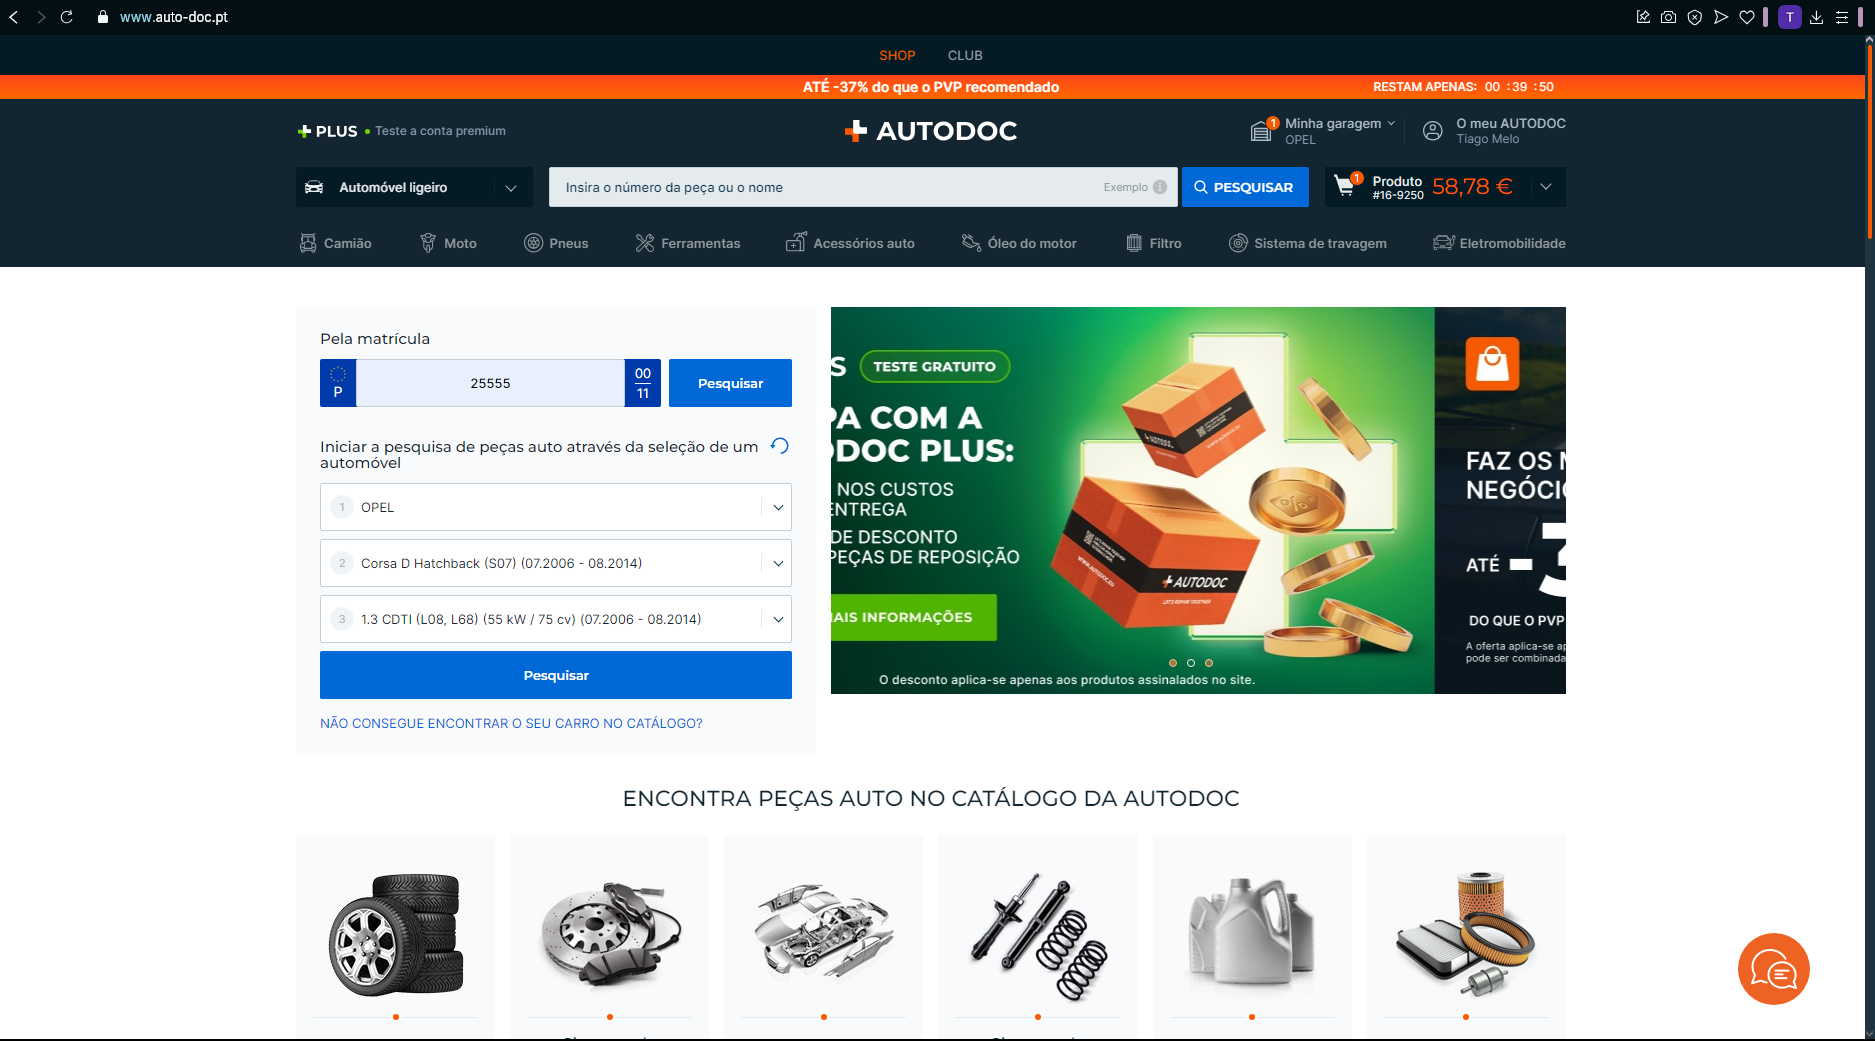 www.auto-doc.pt
T
SHOP CLUB
ATÉ -37% do que o PVP recomendado
RESTAM APENAS: 00 : 39 : 50
PLUS • Teste a conta premium
AUTODOC
1 Minha garagem
OPEL
O meu AUTODOC
Tiago Melo
Automóvel ligeiro
Insira o número da peça ou o nome
Exemplo
PESQUISAR
1 Produto
#16-9250
58,78 €
Camião
Moto
Pneus
Ferramentas
Acessórios auto
Óleo do motor
Filtro
Sistema de travagem
Eletromobilidade
Pela matrícula
P
25555
00
11
Pesquisar
Iniciar a pesquisa de peças auto através da seleção de um
automóvel
1 OPEL
2 Corsa D Hatchback (S07) (07.2006 - 08.2014)
3 1.3 CDTI (L08, L68) (55 kW / 75 cv) (07.2006 - 08.2014)
Pesquisar
NÃO CONSEGUE ENCONTRAR O SEU CARRO NO CATÁLOGO?
S TESTE GRATUITO
PA COM A
DOC PLUS:
NOS CUSTOS
ENTREGA
DE DESCONTO
PEÇAS DE REPOSIÇÃO
AIS INFORMAÇÕES
AUTODOC
O desconto aplica-se apenas aos produtos assinalados no site.
FAZ OS
NEGÓCI
ATÉ -3
DO QUE O PVP
A oferta aplica-se a
pode ser combinada
ENCONTRA PEÇAS AUTO NO CATÁLOGO DA AUTODOC